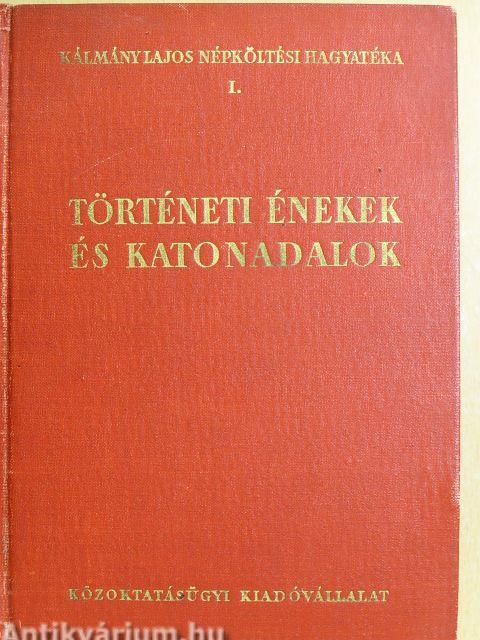 KÁLMÁNY LAJOS NÉPKÖLTÉSI HAGYATÉKA
I.
TÖRTÉNETI ÉNEKEK
ÉS KATONADALOK
KÖZOKTATÁSÜGYI KIADÓVÁLLALAT
Antikvárium.hu